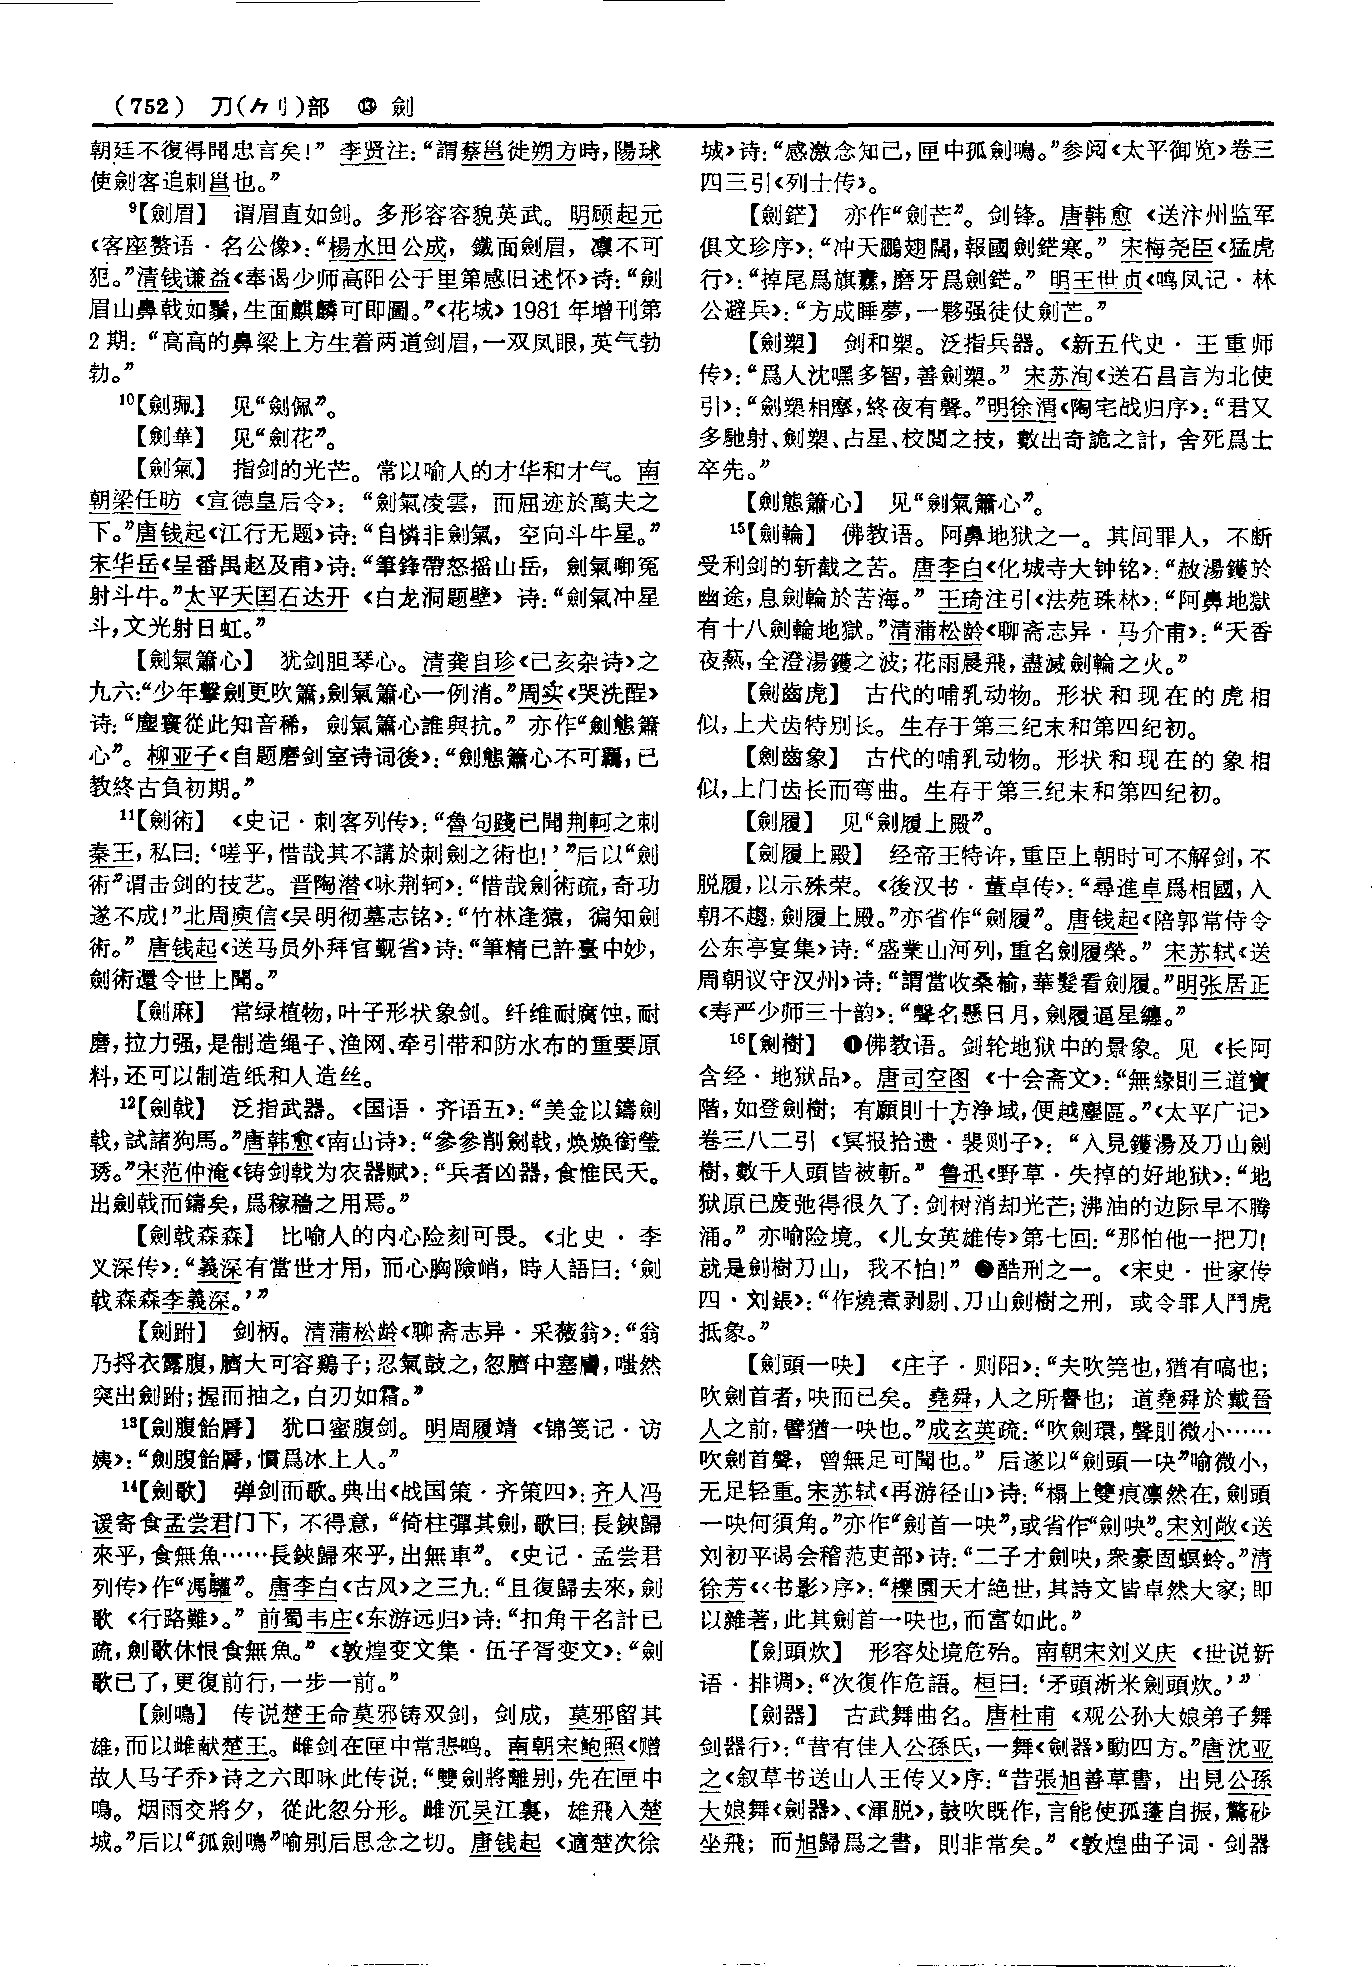 (752) 刀(⺈刂)部 ⑬ 劍
朝廷不復得聞忠言矣!” 李贤注:“謂蔡邕徙朔方時,陽球
使劍客追刺邕也。”
⁹【劍眉】 谓眉直如剑。多形容容貌英武。明顾起元
《客座赘语·名公像》:“楊水田公成,鐵面劍眉,凛不可
犯。”清钱谦益《奉谒少师高阳公于里第感旧述怀》诗:“劍
眉山鼻戟如鬚,生面麒麟可即圖。”《花城》1981年增刊第
2期:“高高的鼻梁上方生着两道剑眉,一双凤眼,英气勃
勃。”
¹⁰【劍珮】 见“劍佩”。
【劍華】 见“劍花”。
【劍氣】 指剑的光芒。常以喻人的才华和才气。南
朝梁任昉《宣德皇后令》:“劍氣凌雲,而屈迹於萬夫之
下。”唐钱起《江行无题》诗:“自憐非劍氣,空向斗牛星。”
宋华岳《呈番禺赵及甫》诗:“筆鋒帶怒摇山岳,劍氣啣冤
射斗牛。”太平天国石达开《白龙洞题壁》诗:“劍氣冲星
斗,文光射日虹。”
【劍氣簫心】 犹剑胆琴心。清龚自珍《己亥杂诗》之
九六:“少年擊劍更吹簫,劍氣簫心一例消。”周实《哭洗醒》
诗:“塵寰從此知音稀,劍氣簫心誰與抗。” 亦作“劍態簫
心”。柳亚子《自题磨剑室诗词後》:“劍態簫心不可羈,已
教終古負初期。”
¹¹【劍術】 《史记·刺客列传》:“魯句踐已聞荆軻之刺
秦王,私曰:‘嗟乎,惜哉其不講於刺劍之術也!’”后以“劍
術”谓击剑的技艺。晋陶潜《咏荆轲》:“惜哉劍術疏,奇功
遂不成!”北周庾信《吴明彻墓志铭》:“竹林逢猿,徧知劍
術。” 唐钱起《送马员外拜官觐省》诗:“筆精已許臺中妙,
劍術還令世上聞。”
【劍麻】 常绿植物,叶子形状象剑。纤维耐腐蚀,耐
磨,拉力强,是制造绳子、渔网、牵引带和防水布的重要原
料,还可以制造纸和人造丝。
¹²【劍戟】 泛指武器。《国语·齐语五》:“美金以鑄劍
戟,試諸狗馬。”唐韩愈《南山诗》:“參參削劍戟,焕焕銜瑩
琇。”宋范仲淹《铸剑戟为农器赋》:“兵者凶器,食惟民天。
出劍戟而鑄矣,爲稼穡之用焉。”
【劍戟森森】 比喻人的内心险刻可畏。《北史·李
义深传》:“義深有當世才用,而心胸險峭,時人語曰:‘劍
戟森森李義深。’”
【劍跗】 剑柄。清蒲松龄《聊斋志异·采薇翁》:“翁
乃捋衣露腹,臍大可容鷄子;忍氣鼓之,忽臍中塞膚,嗤然
突出劍跗;握而抽之,白刃如霜。”
¹³【劍腹飴脣】 犹口蜜腹剑。明周履靖《锦笺记·访
姨》:“劍腹飴脣,慣爲冰上人。”
¹⁴【劍歌】 弹剑而歌。典出《战国策·齐策四》:齐人冯
谖寄食孟尝君门下,不得意,“倚柱彈其劍,歌曰:長鋏歸
來乎,食無魚……長鋏歸來乎,出無車”。《史记·孟尝君
列传》作“馮驩”。唐李白《古风》之三九:“且復歸去來,劍
歌《行路難》。” 前蜀韦庄《东游远归》诗:“扣角干名計已
疏,劍歌休恨食無魚。”《敦煌变文集·伍子胥变文》:“劍
歌已了,更復前行,一步一前。”
【劍鳴】 传说楚王命莫邪铸双剑,剑成,莫邪留其
雄,而以雌献楚王。雌剑在匣中常悲鸣。南朝宋鲍照《赠
故人马子乔》诗之六即咏此传说:“雙劍將離别,先在匣中
鳴。烟雨交將夕,從此忽分形。雌沉吴江裏,雄飛入楚
城。”后以“孤劍鳴”喻别后思念之切。唐钱起《適楚次徐
城》诗:“感激念知己,匣中孤劍鳴。”参阅《太平御览》卷三
四三引《列士传》。
【劍鋩】 亦作“劍芒”。剑锋。唐韩愈《送汴州监军
俱文珍序》:“冲天鵬翅闊,報國劍鋩寒。” 宋梅尧臣《猛虎
行》:“掉尾爲旗纛,磨牙爲劍鋩。” 明王世贞《鸣凤记·林
公避兵》:“方成睡夢,一夥强徒仗劍芒。”
【劍槊】 剑和槊。泛指兵器。《新五代史·王重师
传》:“爲人沈嘿多智,善劍槊。” 宋苏洵《送石昌言为北使
引》:“劍槊相摩,終夜有聲。”明徐渭《陶宅战归序》:“君又
多馳射、劍槊、占星、校閲之技,數出奇詭之計,舍死爲士
卒先。”
【劍態簫心】 见“劍氣簫心”。
¹⁵【劍輪】 佛教语。阿鼻地狱之一。其间罪人,不断
受利剑的斩截之苦。唐李白《化城寺大钟铭》:“赦湯鑊於
幽途,息劍輪於苦海。” 王琦注引《法苑珠林》:“阿鼻地獄
有十八劍輪地獄。”清蒲松龄《聊斋志异·马介甫》:“天香
夜爇,全澄湯鑊之波;花雨晨飛,盡滅劍輪之火。”
【劍齒虎】 古代的哺乳动物。形状和现在的虎相
似,上犬齿特别长。生存于第三纪末和第四纪初。
【劍齒象】 古代的哺乳动物。形状和现在的象相
似,上门齿长而弯曲。生存于第三纪末和第四纪初。
【劍履】 见“劍履上殿”。
【劍履上殿】 经帝王特许,重臣上朝时可不解剑,不
脱履,以示殊荣。《後汉书·董卓传》:“尋進卓爲相國,入
朝不趨,劍履上殿。”亦省作“劍履”。唐钱起《陪郭常侍令
公东亭宴集》诗:“盛業山河列,重名劍履榮。” 宋苏轼《送
周朝议守汉州》诗:“謂當收桑榆,華髮看劍履。”明张居正
《寿严少师三十韵》:“聲名懸日月,劍履逼星纏。”
¹⁶【劍樹】 ❶佛教语。剑轮地狱中的景象。见《长阿
含经·地狱品》。唐司空图《十会斋文》:“無緣則三道寶
階,如登劍樹;有願則十方浄域,便越塵區。”《太平广记》
卷三八二引《冥报拾遗·裴则子》:“入見鑊湯及刀山劍
樹,數千人頭皆被斬。” 鲁迅《野草·失掉的好地狱》:“地
狱原已废弛得很久了:剑树消却光芒;沸油的边际早不腾
涌。” 亦喻险境。《儿女英雄传》第七回:“那怕他一把刀!
就是劍樹刀山,我不怕!” ❷酷刑之一。《宋史·世家传
四·刘鋹》:“作燒煮剥剔、刀山劍樹之刑,或令罪人鬥虎
抵象。”
【劍頭一吷】 《庄子·则阳》:“夫吹筦也,猶有嗃也;
吹劍首者,吷而已矣。堯舜,人之所譽也;道堯舜於戴晉
人之前,譬猶一吷也。”成玄英疏:“吹劍環,聲則微小……
吹劍首聲,曾無足可聞也。” 后遂以“劍頭一吷”喻微小,
无足轻重。宋苏轼《再游径山》诗:“榻上雙痕凛然在,劍頭
一吷何須角。”亦作“劍首一吷”,或省作“劍吷”。宋刘敞《送
刘初平谒会稽范吏部》诗:“二子才劍吷,衆豪固螟蛉。”清
徐芳《〈书影〉序》:“櫟園天才絶世,其詩文皆卓然大家;即
以雜著,此其劍首一吷也,而富如此。”
【劍頭炊】 形容处境危殆。南朝宋刘义庆《世说新
语·排调》:“次復作危語。桓曰:‘矛頭淅米劍頭炊。’”
【劍器】 古武舞曲名。唐杜甫《观公孙大娘弟子舞
剑器行》:“昔有佳人公孫氏,一舞《劍器》動四方。”唐沈亚
之《叙草书送山人王传乂》序:“昔張旭善草書,出見公孫
大娘舞《劍器》、《渾脱》,鼓吹既作,言能使孤蓬自振,驚砂
坐飛;而旭歸爲之書,則非常矣。”《敦煌曲子词·剑器